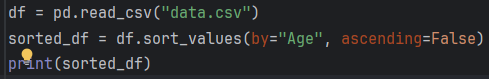 df = pd.read_csv("data.csv")
sorted_df = df.sort_values(by="Age", ascending=False)
print(sorted_df)